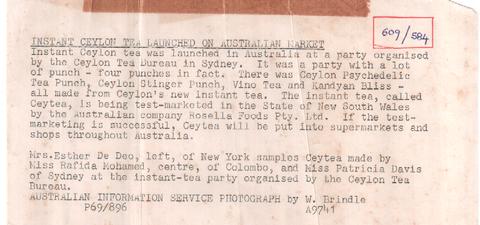 609/584
INSTANT CEYLON TEA LAUNCHED ON AUSTRALIAN MARKET
Instant Ceylon tea was launched in Australia at a party organised
by the Ceylon Tea Bureau in Sydney. It was a party with a lot
of punch - four punches in fact. There was Ceylon Psychedelic
Tea Punch, Ceylon Stinger Punch, Vino Tea and Kandyan Bliss -
all made from Ceylon's new instant tea. The instant tea, called
Ceytea, is being test-marketed in the State of New South Wales
by the Australian company Rosella Foods Pty. Ltd. If the test-
marketing is successful, Ceytea will be put into supermarkets and
shops throughout Australia.
Mrs.Esther De Deo, left, of New York samples Ceytea made by
Miss Rafida Mohamed, centre, of Colombo, and Miss Patricia Davis
of Sydney at the instant-tea party organised by the Ceylon Tea
Bureau.
AUSTRALIAN INFORMATION SERVICE PHOTOGRAPH by W. Brindle
P69/896 A9741